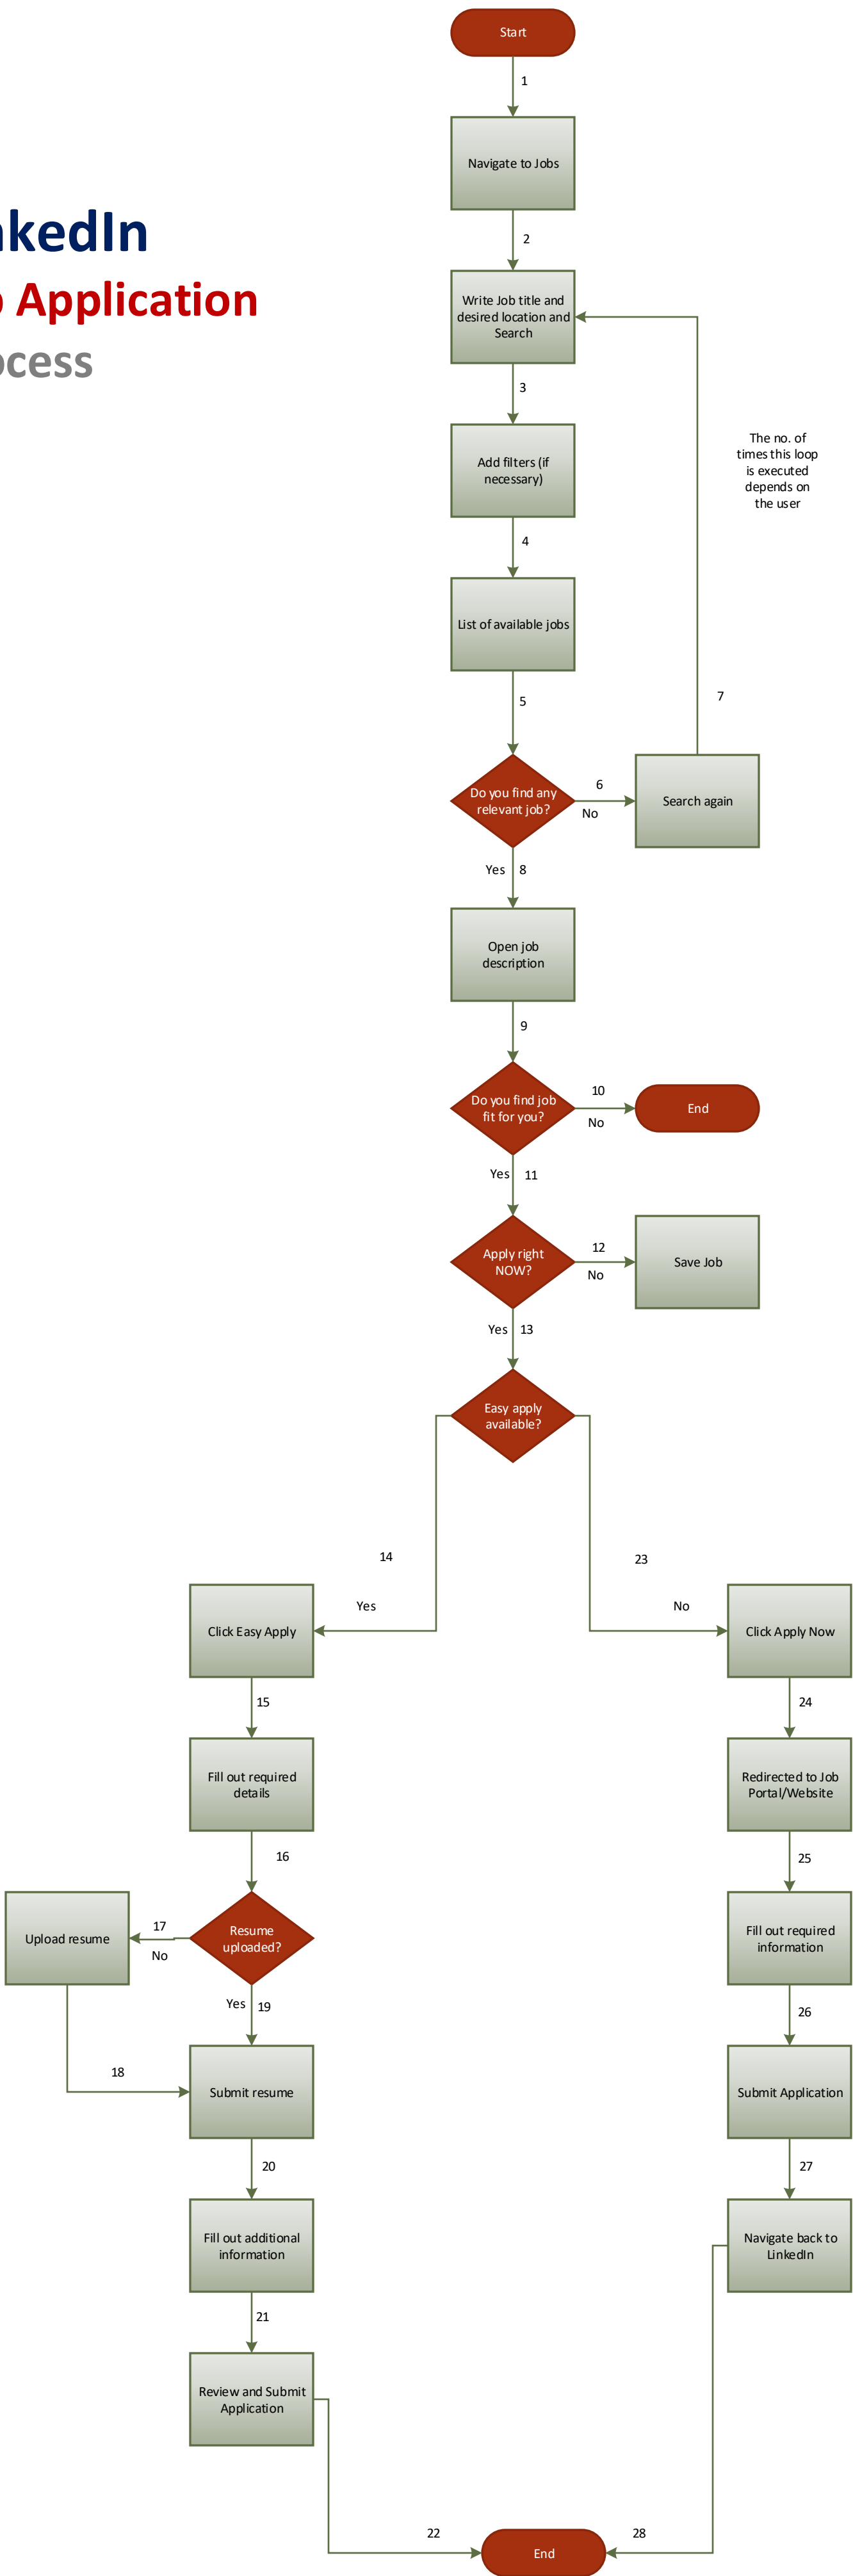 Start
1
Navigate to Jobs
nkedIn
2
Application
Write Job title and
desired location and
Search
ocess
3
The no. of
times this loop
is executed
depends on
the user
Add filters (if
necessary)
4
List of available jobs
5
7
6
Do you find any
relevant job?
Search again
No
Yes
8
Open job
description
9
10
Do you find job
fit for you?
End
No
Yes
11
12
Apply right
NOW?
Save Job
No
Yes
13
Easy apply
available?
14
23
Yes
No
Click Easy Apply
Click Apply Now
15
24
Fill out required
details
Redirected to Job
Portal/Website
16
25
17
Resume
uploaded?
Upload resume
No
Fill out required
information
Yes
19
26
18
Submit resume
Submit Application
20
27
Fill out additional
information
Navigate back to
LinkedIn
21
Review and Submit
Application
22
28
End